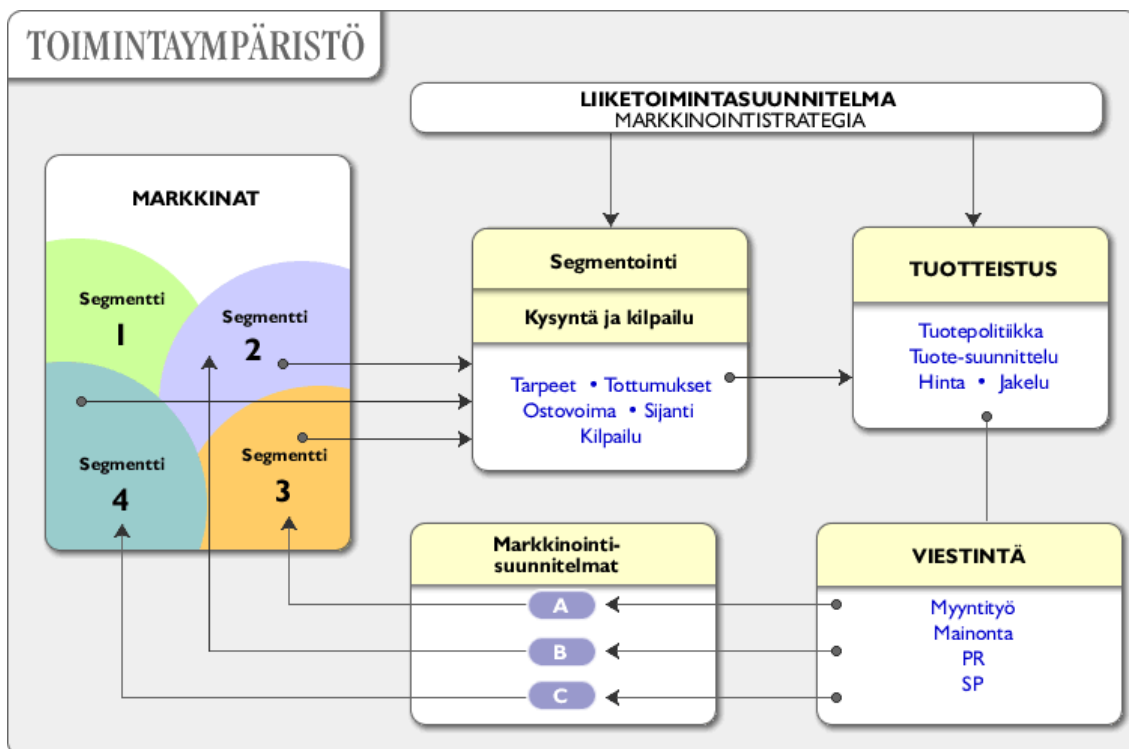 TOIMINTAYMPÄRISTÖ
LIIKETOIMINTASUUNNITELMA
MARKKINOINTISTRATEGIA
MARKKINAT
Segmentti
1
Segmentti
2
Segmentti
3
Segmentti
4
Segmentointi
Kysyntä ja kilpailu
Tarpeet • Tottumukset
Ostovoima • Sijanti
Kilpailu
TUOTTEISTUS
Tuotepolitiikka
Tuote-suunnittelu
Hinta • Jakelu
Markkinointi-
suunnitelmat
A
B
C
VIESTINTÄ
Myyntityö
Mainonta
PR
SP